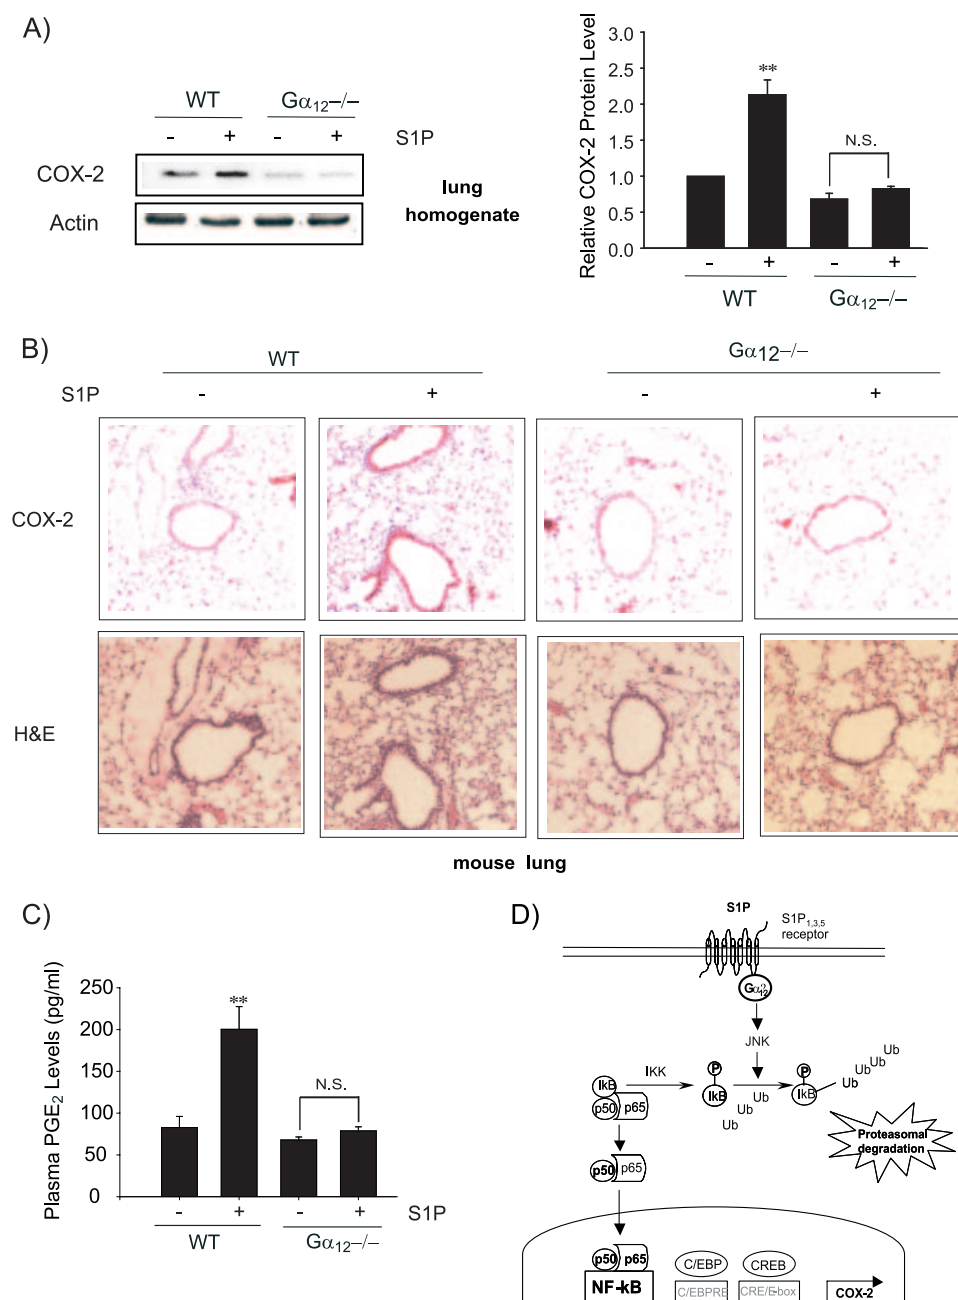 A)
WT Gα12–/–
- + - + S1P
COX-2
Actin
lung
homogenate
Relative COX-2 Protein Level
3.0
2.5
2.0
1.5
1.0
0.5
0.0
**
N.S.
- + - +
WT Gα12–/–
B)
WT Gα12–/–
S1P - + - +
COX-2
H&E
mouse lung
C)
Plasma PGE2 Levels (pg/ml)
250
200
150
100
50
0
**
N.S.
- + - + S1P
WT Gα12–/–
D)
S1P
S1P1,3,5
receptor
Gα12
JNK
IKK
IkB
p50 p65
P
IkB
Ub
Ub
P
IkB
Ub
Ub
Ub
Ub
Proteasomal
degradation
p50 p65
p50 p65
NF-kB
C/EBP
C/EBPRE
CREB
CRE/E-box
COX-2